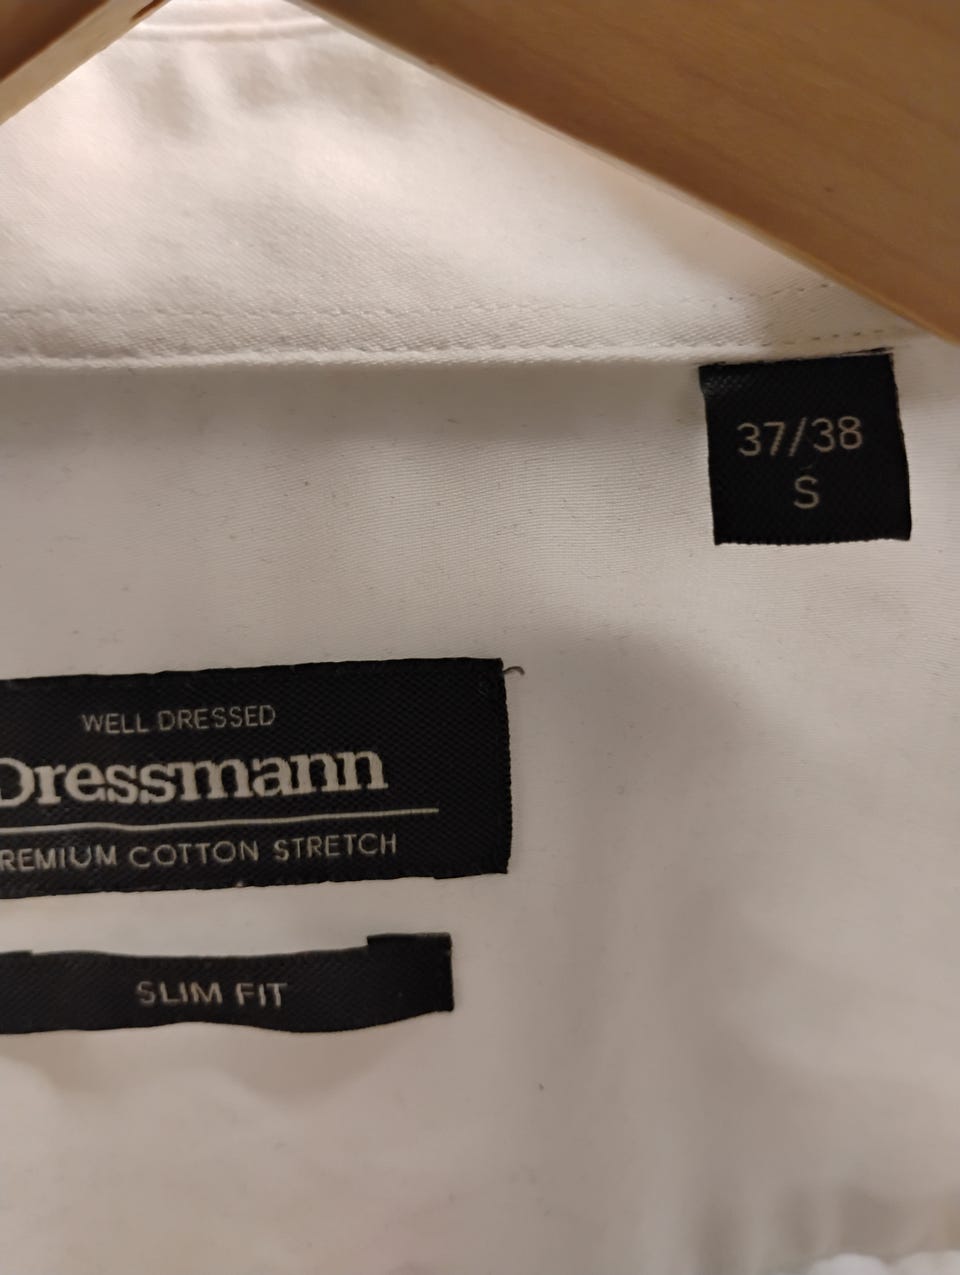 37/38
S
WELL DRESSED
Dressmann
REMIUM COTTON STRETCH
SLIM FIT